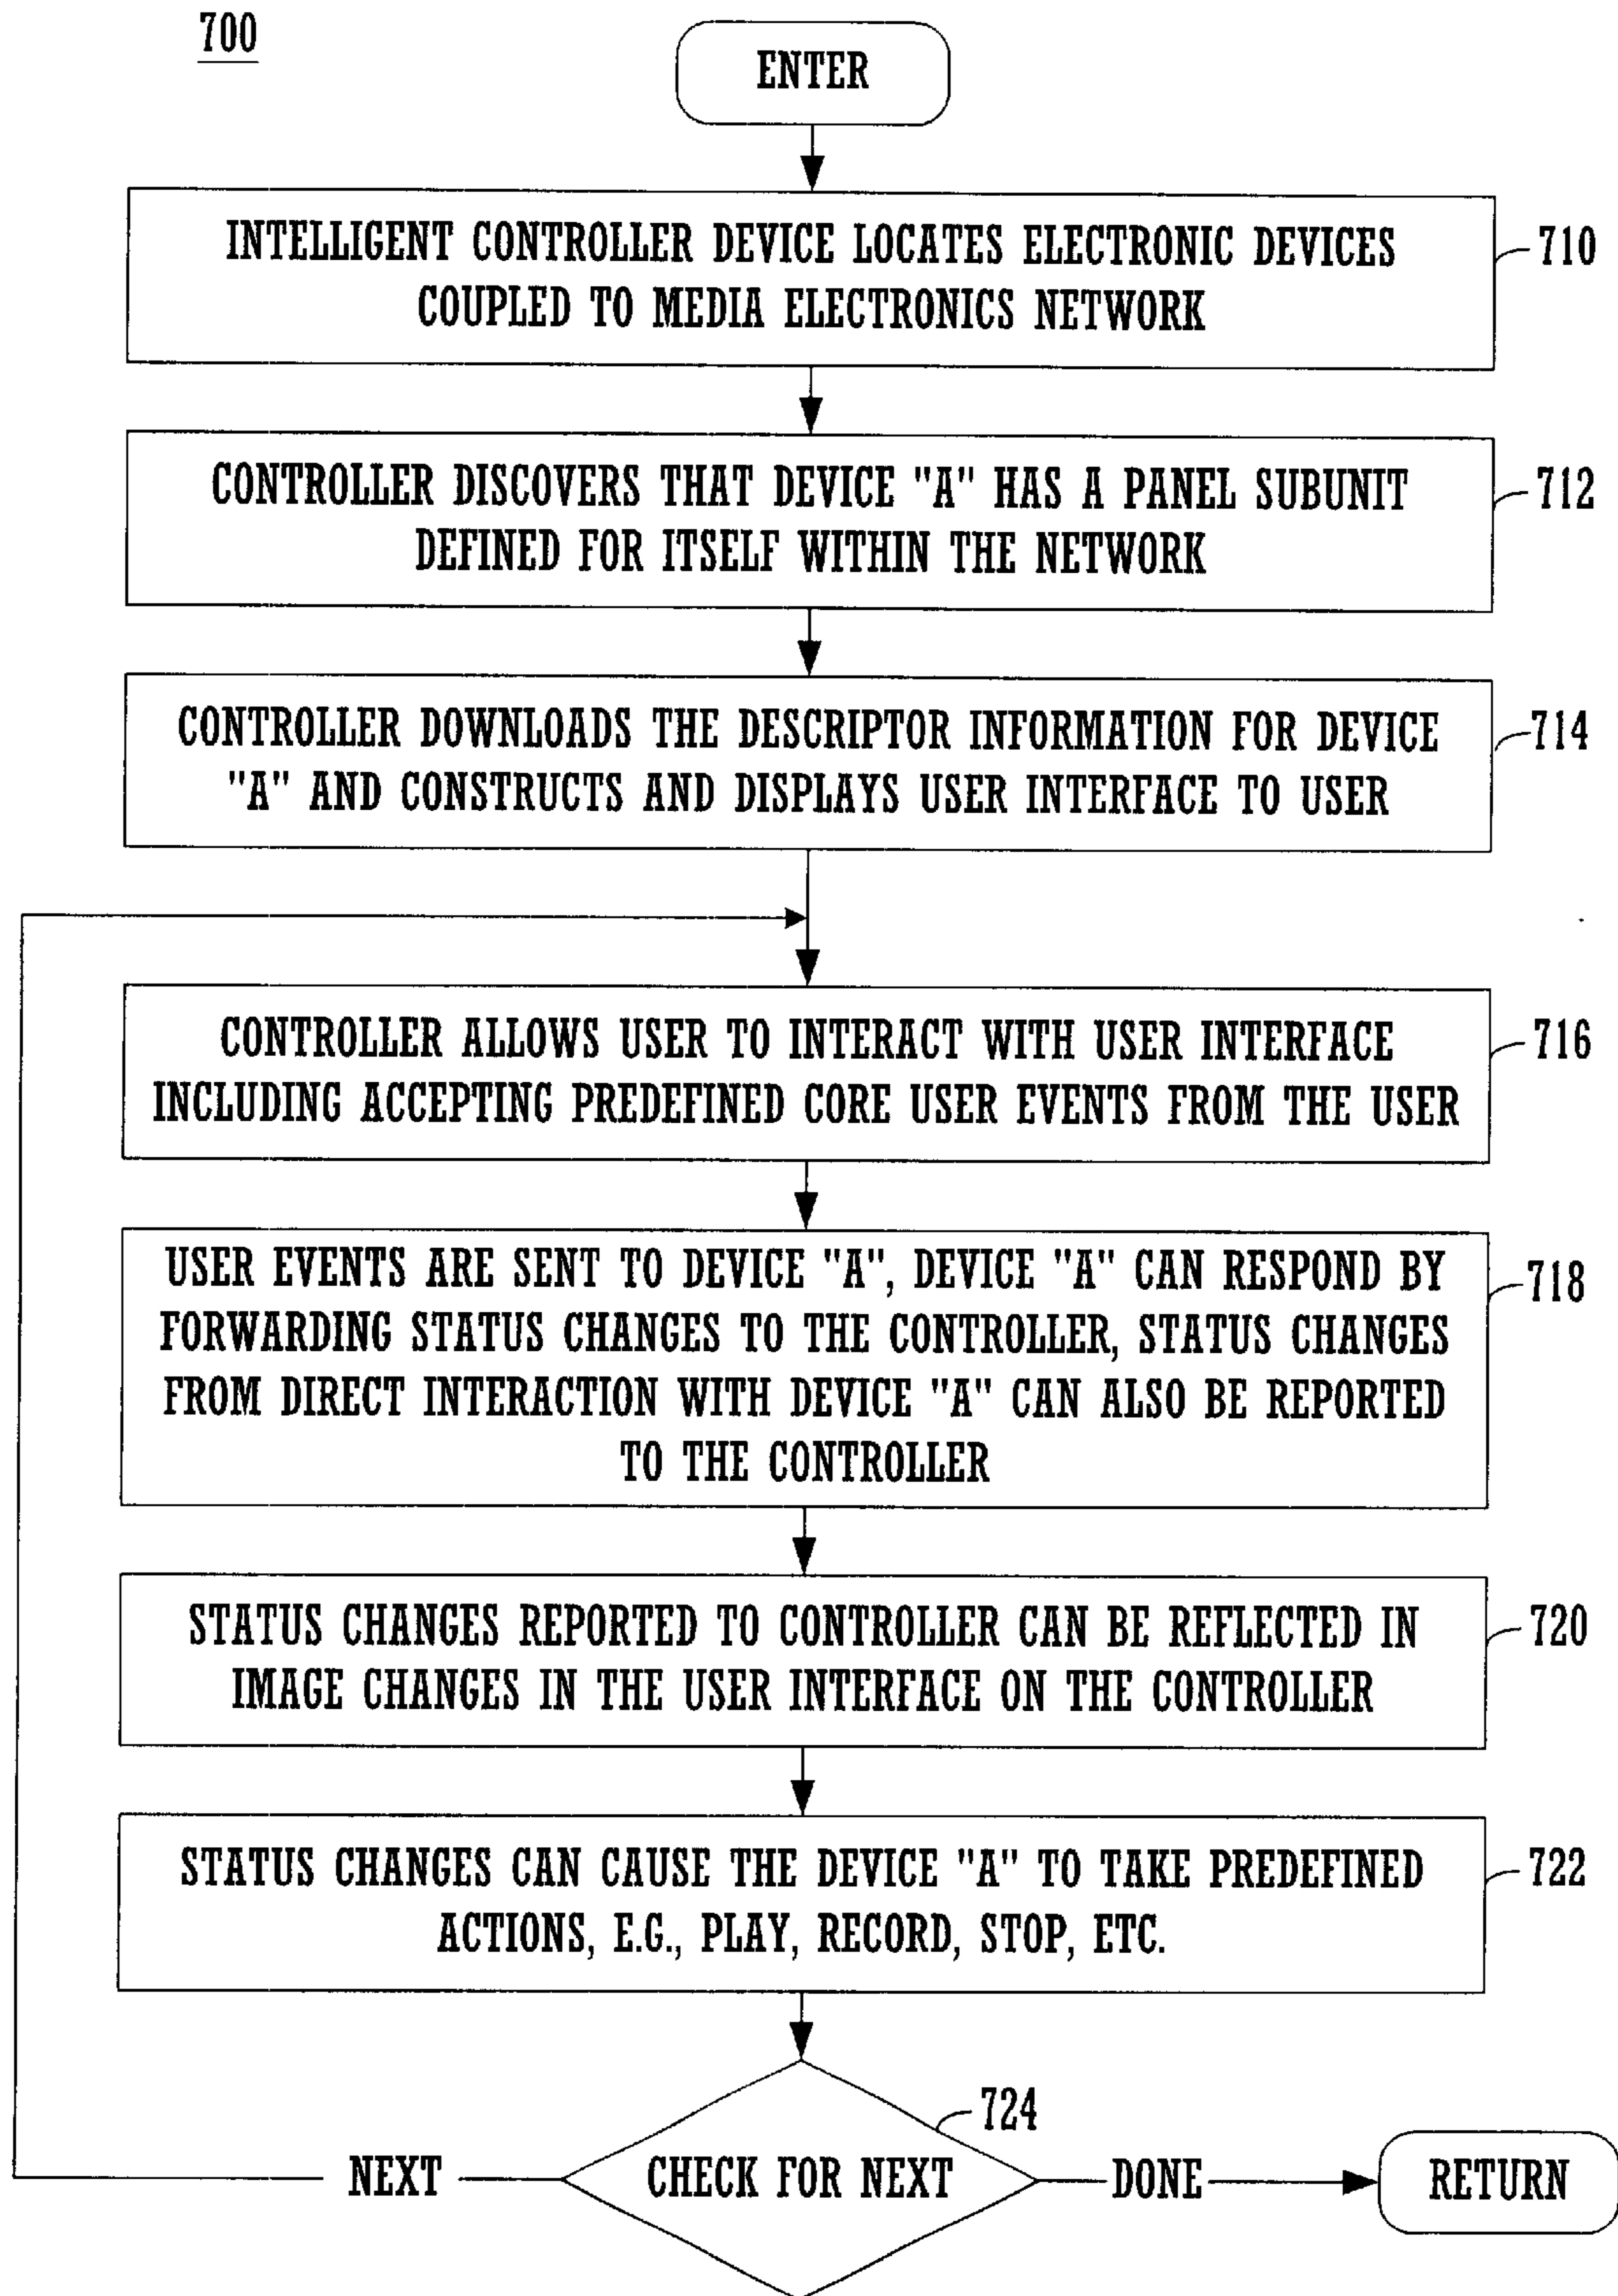 700
ENTER
INTELLIGENT CONTROLLER DEVICE LOCATES ELECTRONIC DEVICES
COUPLED TO MEDIA ELECTRONICS NETWORK
710
CONTROLLER DISCOVERS THAT DEVICE "A" HAS A PANEL SUBUNIT
DEFINED FOR ITSELF WITHIN THE NETWORK
712
CONTROLLER DOWNLOADS THE DESCRIPTOR INFORMATION FOR DEVICE
"A" AND CONSTRUCTS AND DISPLAYS USER INTERFACE TO USER
714
CONTROLLER ALLOWS USER TO INTERACT WITH USER INTERFACE
INCLUDING ACCEPTING PREDEFINED CORE USER EVENTS FROM THE USER
716
USER EVENTS ARE SENT TO DEVICE "A", DEVICE "A" CAN RESPOND BY
FORWARDING STATUS CHANGES TO THE CONTROLLER, STATUS CHANGES
FROM DIRECT INTERACTION WITH DEVICE "A" CAN ALSO BE REPORTED
TO THE CONTROLLER
718
STATUS CHANGES REPORTED TO CONTROLLER CAN BE REFLECTED IN
IMAGE CHANGES IN THE USER INTERFACE ON THE CONTROLLER
720
STATUS CHANGES CAN CAUSE THE DEVICE "A" TO TAKE PREDEFINED
ACTIONS, E.G., PLAY, RECORD, STOP, ETC.
722
724
NEXT
CHECK FOR NEXT
DONE
RETURN